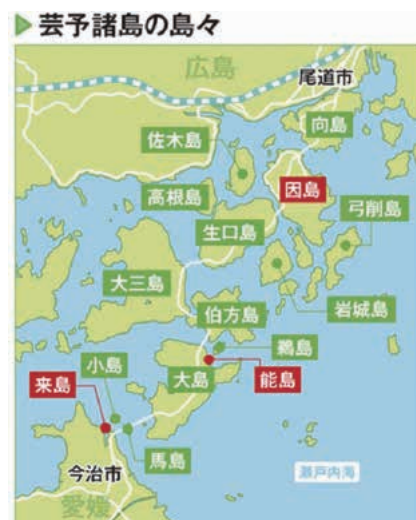 ▶芸予諸島の島々
広島
尾道市
向島
佐木島
因島
高根島
弓削島
生口島
大三島
岩城島
伯方島
鵜島
小島
大島
能島
来島
馬島
今治市
瀬戸内海
愛媛